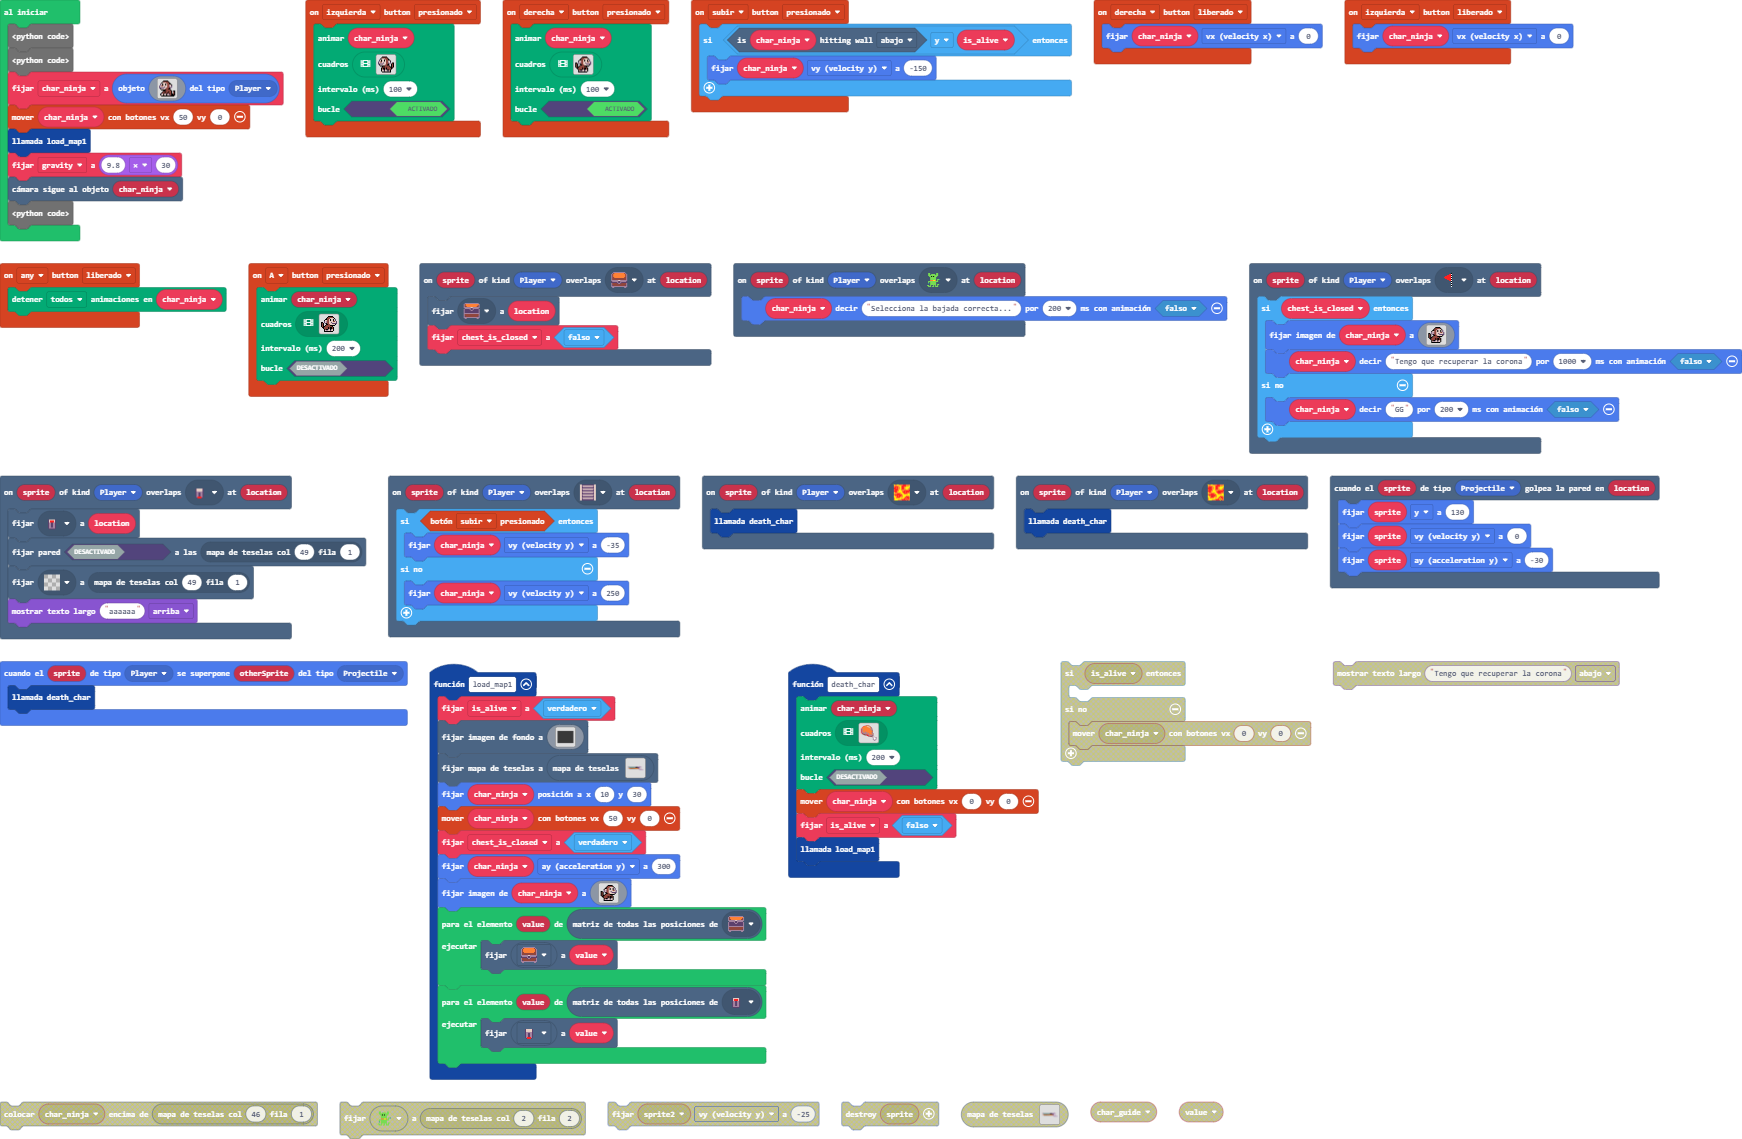 al iniciar
<python code>
<python code>
fijar char_ninja a objeto del tipo Player
mover char_ninja con botones vx 50 vy 0
llamada load_map1
fijar gravity a 9.8 × 30
cámara sigue al objeto char_ninja
<python code>
on izquierda button presionado
animar char_ninja
cuadros
intervalo (ms) 100
bucle ACTIVADO
on derecha button presionado
animar char_ninja
cuadros
intervalo (ms) 100
bucle ACTIVADO
on subir button presionado
si is char_ninja hitting wall abajo y is_alive entonces
fijar char_ninja vy (velocity y) a -150
on derecha button liberado
fijar char_ninja vx (velocity x) a 0
on izquierda button liberado
fijar char_ninja vx (velocity x) a 0
on any button liberado
detener todos animaciones en char_ninja
on A button presionado
animar char_ninja
cuadros
intervalo (ms) 200
bucle DESACTIVADO
on sprite of kind Player overlaps at location
fijar a location
fijar chest_is_closed a falso
on sprite of kind Player overlaps at location
char_ninja decir "Selecciona la bajada correcta..." por 200 ms con animación falso
on sprite of kind Player overlaps at location
si chest_is_closed entonces
fijar imagen de char_ninja a
char_ninja decir "Tengo que recuperar la corona" por 1000 ms con animación falso
si no
char_ninja decir "GG" por 200 ms con animación falso
on sprite of kind Player overlaps at location
fijar a location
fijar pared DESACTIVADO a las mapa de teselas col 49 fila 1
fijar a mapa de teselas col 49 fila 1
mostrar texto largo "aaaaaa" arriba
on sprite of kind Player overlaps at location
si botón subir presionado entonces
fijar char_ninja vy (velocity y) a -35
si no
fijar char_ninja vy (velocity y) a 250
on sprite of kind Player overlaps at location
llamada death_char
on sprite of kind Player overlaps at location
llamada death_char
cuando el sprite de tipo Projectile golpea la pared en location
fijar sprite y a 130
fijar sprite vy (velocity y) a 0
fijar sprite ay (acceleration y) a -30
cuando el sprite de tipo Player se superpone otherSprite del tipo Projectile
llamada death_char
función load_map1
fijar is_alive a verdadero
fijar imagen de fondo a
fijar mapa de teselas a mapa de teselas
fijar char_ninja posición a x 10 y 30
mover char_ninja con botones vx 50 vy 0
fijar chest_is_closed a verdadero
fijar char_ninja ay (acceleration y) a 300
fijar imagen de char_ninja a
para el elemento value de matriz de todas las posiciones de
ejecutar
fijar a value
para el elemento value de matriz de todas las posiciones de
ejecutar
fijar a value
función death_char
animar char_ninja
cuadros
intervalo (ms) 200
bucle DESACTIVADO
mover char_ninja con botones vx 0 vy 0
fijar is_alive a falso
llamada load_map1
si is_alive entonces
si no
mover char_ninja con botones vx 0 vy 0
mostrar texto largo "Tengo que recuperar la corona" abajo
colocar char_ninja encima de mapa de teselas col 46 fila 1
fijar a mapa de teselas col 2 fila 2
fijar sprite2 vy (velocity y) a -25
destroy sprite
mapa de teselas
char_guide
value